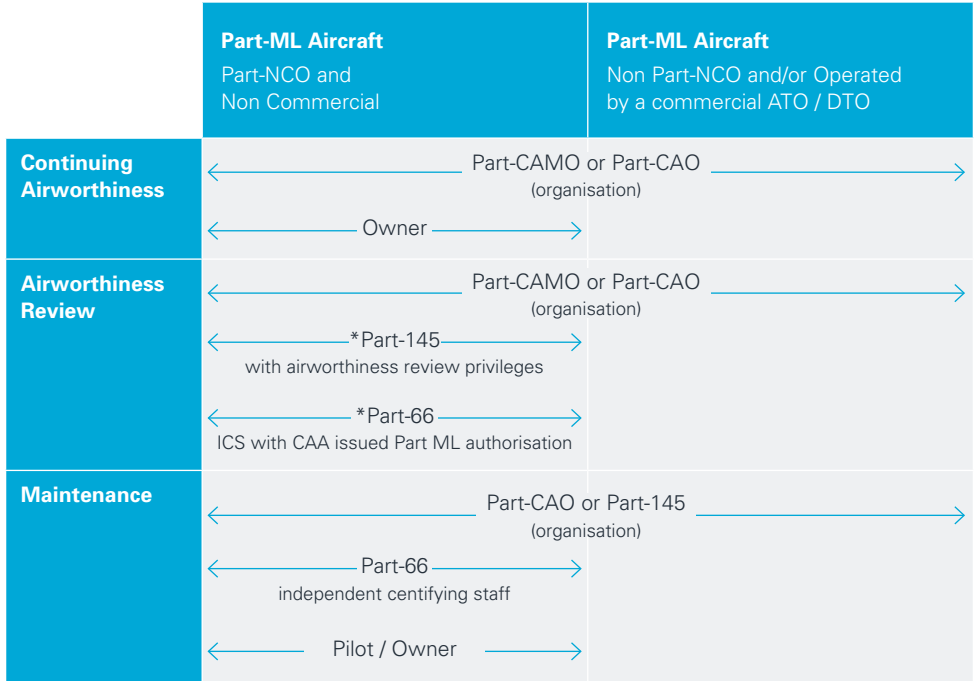 Part-ML Aircraft
Part-NCO and
Non Commercial
Part-ML Aircraft
Non Part-NCO and/or Operated
by a commercial ATO / DTO
Continuing
Airworthiness
Part-CAMO or Part-CAO
(organisation)
Owner
Airworthiness
Review
Part-CAMO or Part-CAO
(organisation)
*Part-145
with airworthiness review privileges
*Part-66
ICS with CAA issued Part ML authorisation
Maintenance
Part-CAO or Part-145
(organisation)
Part-66
independent centifying staff
Pilot / Owner